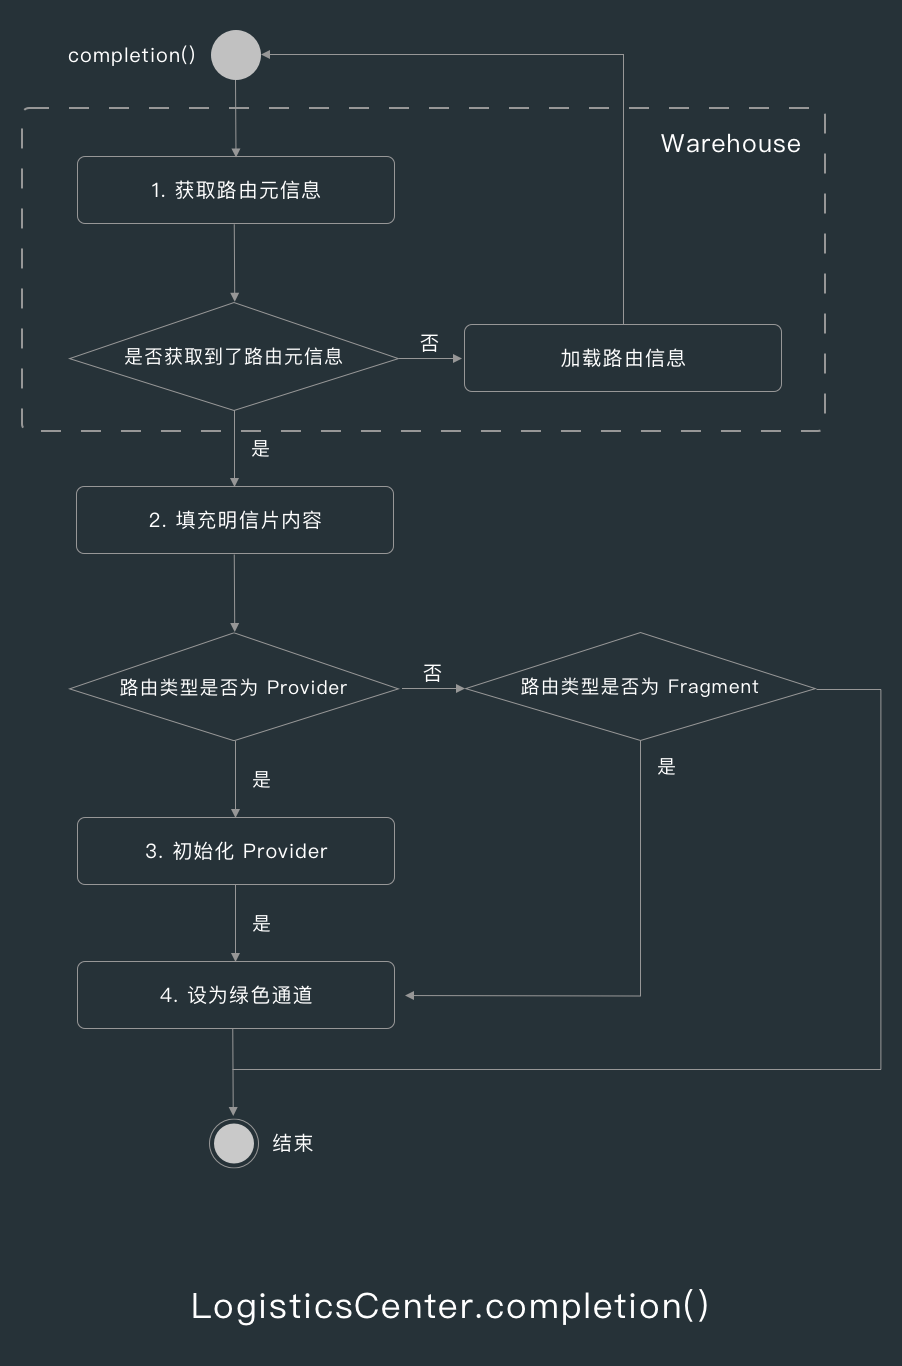 completion()
Warehouse
1. 获取路由元信息
是否获取到了路由元信息
否
加载路由信息
是
2. 填充明信片内容
路由类型是否为 Provider
否
路由类型是否为 Fragment
是
是
3. 初始化 Provider
是
4. 设为绿色通道
结束
LogisticsCenter.completion()